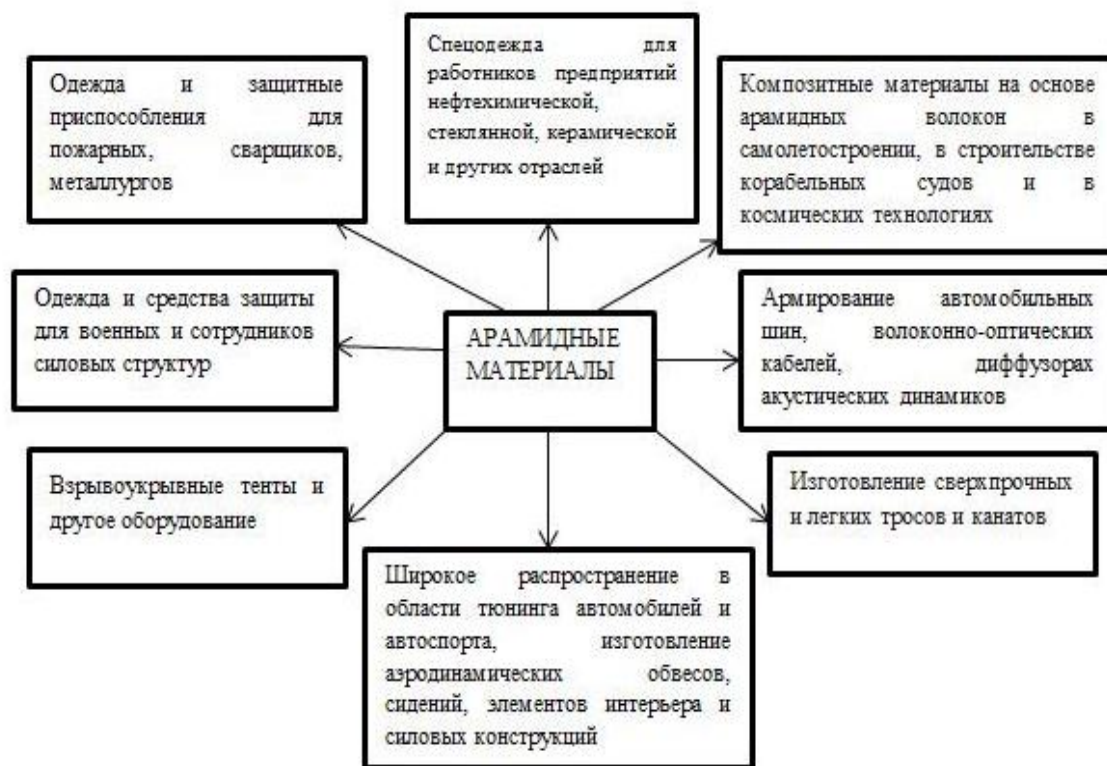 Спецодежда для
работников предприятий
нефтехимической,
стеклянной, керамической
и других отраслей
Одежда и защитные
приспособления для
пожарных, сварщиков,
металлургов
Композитные материалы на основе
арамидных волокон в
самолетостроении, в строительстве
корабельных судов и в
космических технологиях
Одежда и средства защиты
для военных и сотрудников
силовых структур
АРАМИДНЫЕ
МАТЕРИАЛЫ
Армирование автомобильных
шин, волоконно-оптических
кабелей, диффузорах
акустических динамиков
Взрывоукрывные тенты и
другое оборудование
Изготовление сверхпрочных
и легких тросов и канатов
Широкое распространение в
области тюнинга автомобилей и
автоспорта, изготовление
аэродинамических обвесов,
сидений, элементов интерьера и
силовых конструкций